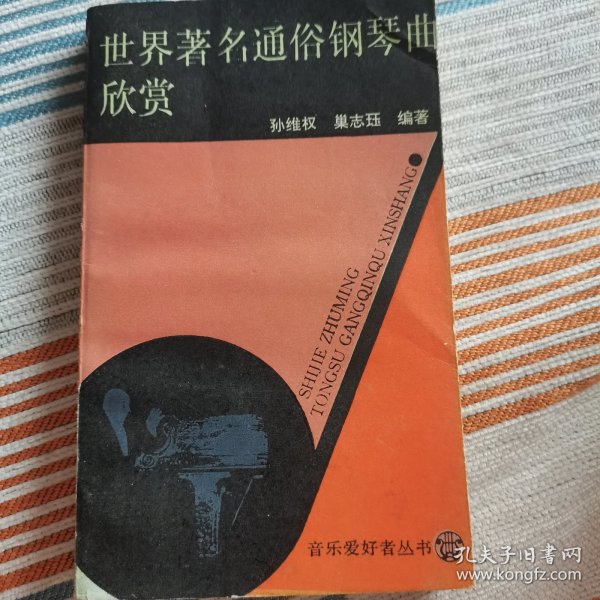 世界著名通俗钢琴曲
欣赏
孙维权 巢志珏 编著
SHIJIE ZHUMING
TONGSU GANGQINQU XINSHANG
音乐爱好者丛书
孔夫子旧书网
www.kongfz.com